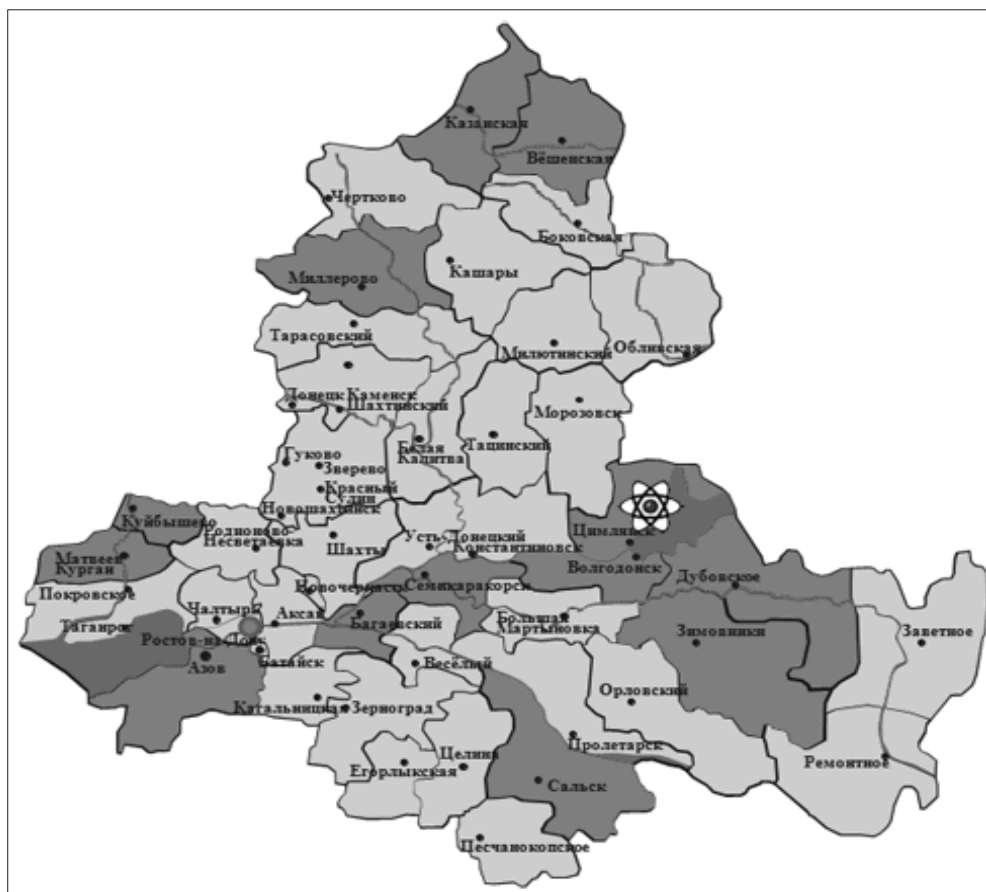 Казанская
Вёшенская
Чертково
Боковская
Кашары
Миллерово
Тарасовский
Милютинский
Обливская
Донецк Каменск
Шахтинский
Морозовск
Белая
Калитва
Тацинский
Гуково
Зверево
Красный
Сулин
Новошахтинск
Куйбышево
Родионово-
Несветаевка
Шахты
Усть-Донецкий
Константиновск
Цимлянск
Волгодонск
Матвеев
Курган
Покровское
Новочеркасск
Семикаракорск
Дубовское
Чалтырь
Аксай
Багаевский
Большая
Мартыновка
Таганрог
Ростов-на-Дону
Батайск
Азов
Весёлый
Зимовники
Заветное
Орловский
Катальницкая
Зерноград
Пролетарск
Целина
Егорлыкская
Ремонтное
Сальск
Песчанокопское